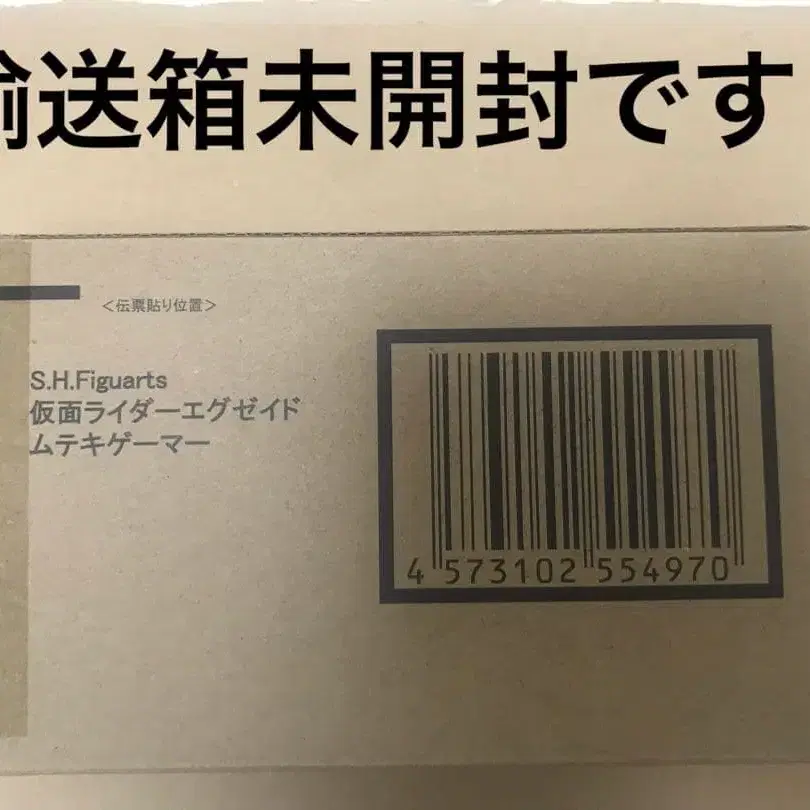 輸送箱未開封です
<伝票貼り位置>
S.H.Figuarts
仮面ライダーエグゼイド
ムテキゲーマー
4 573102 554970